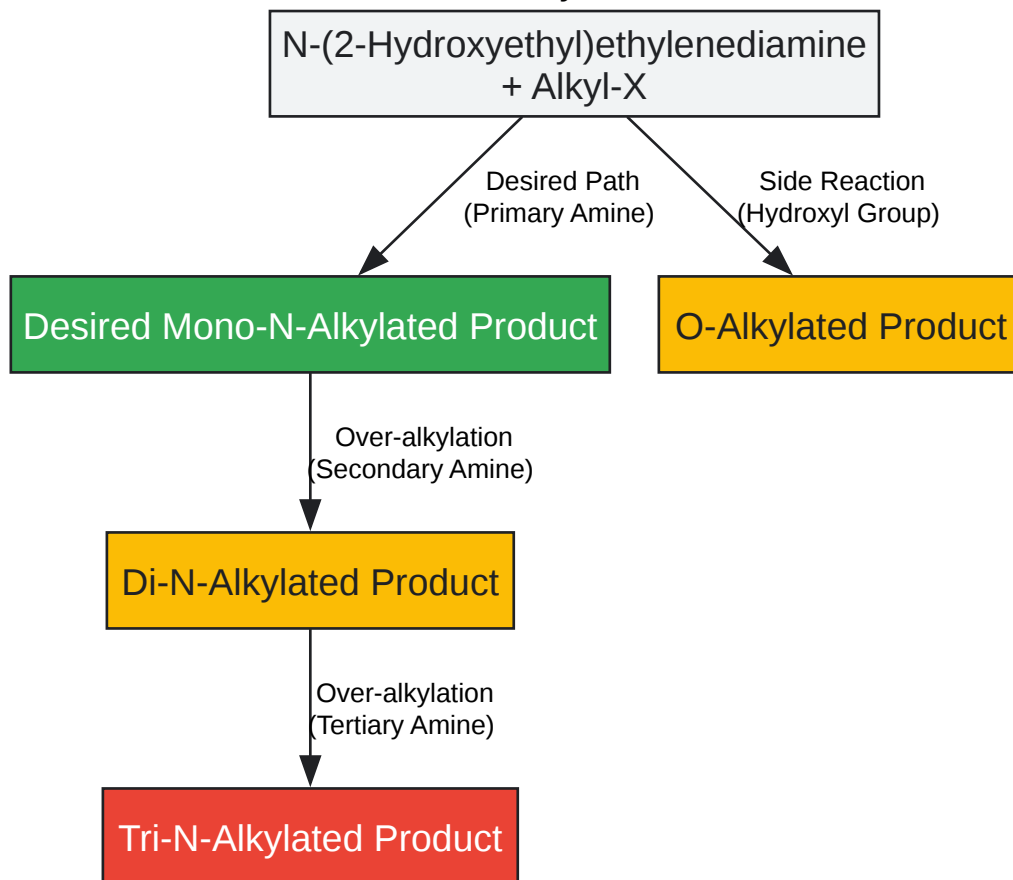 N-(2-Hydroxyethyl)ethylenediamine
+ Alkyl-X
Desired Path
(Primary Amine)
Side Reaction
(Hydroxyl Group)
Desired Mono-N-Alkylated Product
O-Alkylated Product
Over-alkylation
(Secondary Amine)
Di-N-Alkylated Product
Over-alkylation
(Tertiary Amine)
Tri-N-Alkylated Product